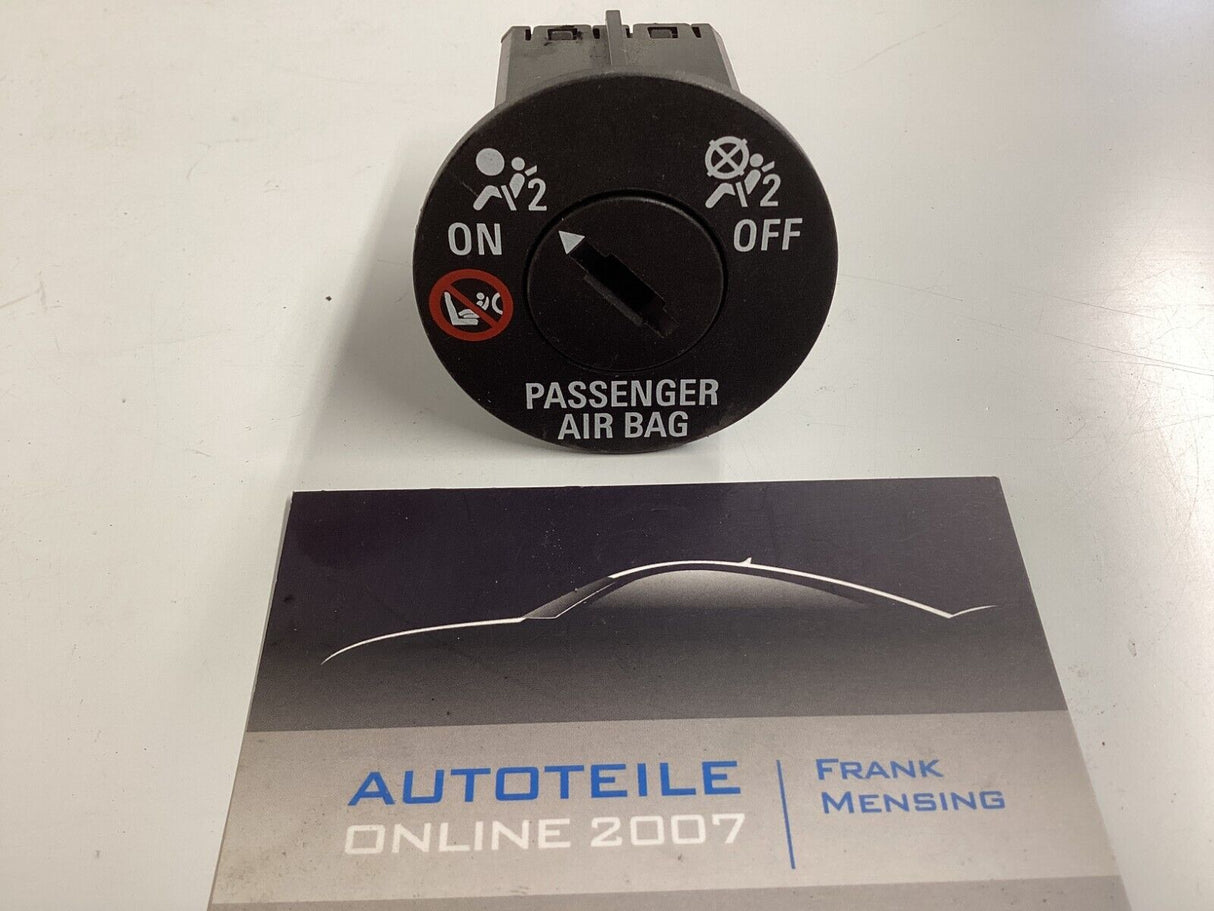 2 2
ON OFF
PASSENGER
AIR BAG
AUTOTEILE
ONLINE 2007
FRANK
MENSING